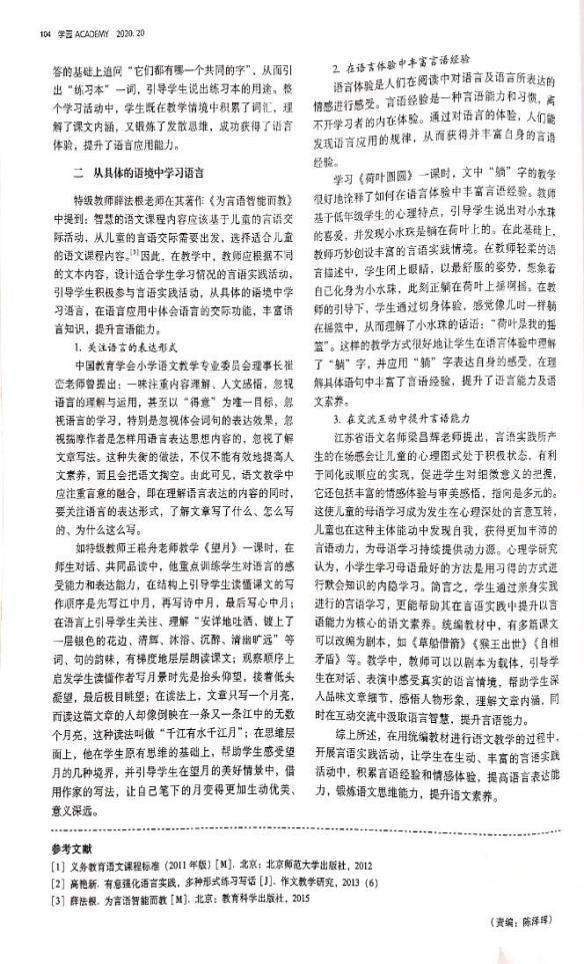 104 学园 ACADEMY 2020.20
答的基础上追问“它们都有哪一个共同的字”，从而引
出“练习本”一词，引导学生说出练习本的用途。整
个学习活动中，学生既在教学情境中积累了词汇，理
解了课文内涵，又锻炼了发散思维，成功获得了语言
体验，提升了语言应用能力。
二 从具体的语境中学习语言
特级教师薛法根老师在其著作《为言语智能而教》
中提到：智慧的语文课程内容应该基于儿童的言语交
际活动，从儿童的言语交际需要出发，选择适合儿童
的语文课程内容。[3]因此，在教学中，教师应根据不同
的文本内容，设计适合学生学习情况的言语实践活动，
引导学生积极参与言语实践活动，从具体的语境中学
习语言，在语言应用中体会语言的交际功能，丰富语
言知识，提升言语能力。
1. 关注语言的表达形式
中国教育学会小学语文教学专业委员会理事长崔
峦老师曾提出：一味注重内容理解、人文感悟，忽视
语言的理解与运用，甚至以“得意”为唯一目标，忽
视语言的学习，特别是忽视体会词句的表达效果，忽
视揣摩作者是怎样用语言表达思想内容的，忽视了解
文章写法。这种失衡的做法，不仅不能有效地提高人
文素养，而且会把语文掏空。由此可见，语文教学中
应注重言意的融合，即在理解语言表达的内容的同时，
要关注语言的表达形式，了解文章写了什么、怎么写
的、为什么这么写。
如特级教师王崧舟老师教学《望月》一课时，在
师生对话、共同品读中，他重点训练学生对语言的感
受能力和表达能力，在结构上引导学生读懂课文的写
作顺序是先写江中月，再写诗中月，最后写心中月；
在语言上引导学生关注、理解“安详地吐洒、镀上了
一层银色的花边、清辉、沐浴、沉醉、清幽旷远”等
词、句的韵味，有梯度地层层朗读课文；观察顺序上
启发学生读懂作者写月景时先是抬头仰望，接着低头
凝望，最后极目眺望；在读法上，文章只写一个月亮，
而读这篇文章的人却像倒映在一条又一条江中的无数
个月亮，这种读法叫做“千江有水千江月”；在思维层
面上，他在学生原有思维的基础上，帮助学生感受望
月的几种境界，并引导学生在望月的美好情景中，借
用作家的写法，让自己笔下的月变得更加生动优美、
意义深远。
2. 在语言体验中丰富言语经验
语言体验是人们在阅读中对语言及语言所表达的
情感进行感受。言语经验是一种言语能力和习惯，离
不开学习者的内在体验。通过对语言的体验，人们能
发现语言应用的规律，从而获得并丰富自身的言语
经验。
学习《荷叶圆圆》一课时，文中“躺”字的教学
很好地诠释了如何在语言体验中丰富言语经验。教师
基于低年级学生的心理特点，引导学生说出对小水珠
的喜爱，并发现小水珠是躺在荷叶上的。在此基础上，
教师巧妙创设丰富的言语实践情境。在教师轻柔的语
言描述中，学生闭上眼睛，以最舒服的姿势，想象着
自己化身为小水珠，此刻正躺在荷叶上摇啊摇。在教
师的引导下，学生通过切身体验，感觉像儿时一样躺
在摇篮中，从而理解了小水珠的话语：“荷叶是我的摇
篮”。这样的教学方式很好地让学生在语言体验中理解
了“躺”字，并应用“躺”字表达自身的感受，在理
解具体语句中丰富了言语经验，提升了语言能力及语
文素养。
3. 在交流互动中提升言语能力
江苏省语文名师梁昌辉老师提出，言语实践所产
生的在场感会让儿童的心理图式处于积极状态，有利
于同化或顺应的实现，促进学生对细微意义的把握，
它还包括丰富的情感体验与审美感悟，指向是多元的。
这使儿童的母语学习成为发生在心理深处的言意互转，
儿童也在这种主体能动中发现自我，获得更加丰沛的
言语动力，为母语学习持续提供动力源。心理学研究
认为，小学生学习母语最好的方法是用习得的方式进
行默会知识的内隐学习。简言之，学生通过亲身实践
进行的言语学习，更能帮助其在言语实践中提升以言
语能力为核心的语文素养。统编教材中，有多篇课文
可以改编为剧本，如《草船借箭》《猴王出世》《自相
矛盾》等。教学中，教师可以以剧本为载体，引导学
生在对话、表演中感受真实的语言情境，帮助学生深
入品味文章细节，感悟人物形象，理解文章内涵，同
时在互动交流中汲取语言智慧，提升言语能力。
综上所述，在用统编教材进行语文教学的过程中，
开展言语实践活动，让学生在生动、丰富的言语实践
活动中，积累言语经验和情感体验，提高语言表达能
力，锻炼语文思维能力，提升语文素养。
参考文献
[1] 义务教育语文课程标准（2011年版）[M]. 北京：北京师范大学出版社，2012
[2] 高艳新. 有意强化语言实践，多种形式练习写话 [J]. 作文教学研究，2013（6）
[3] 薛法根. 为言语智能而教 [M]. 北京：教育科学出版社，2015
（责编：陈泽珲）